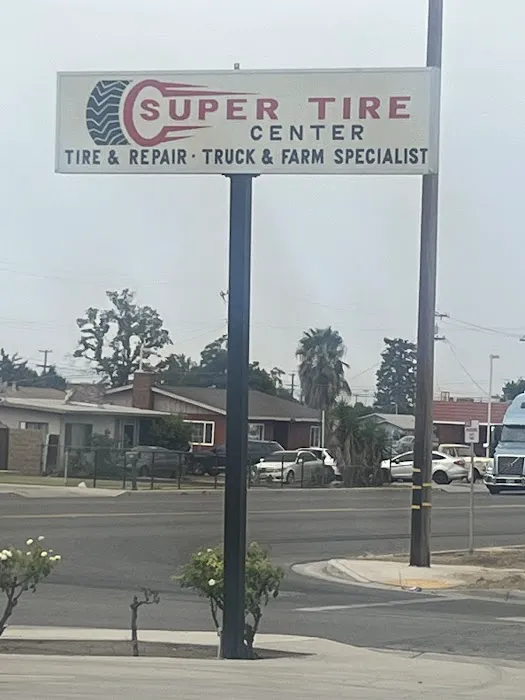 SUPER TIRE
CENTER
TIRE & REPAIR · TRUCK & FARM SPECIALIST